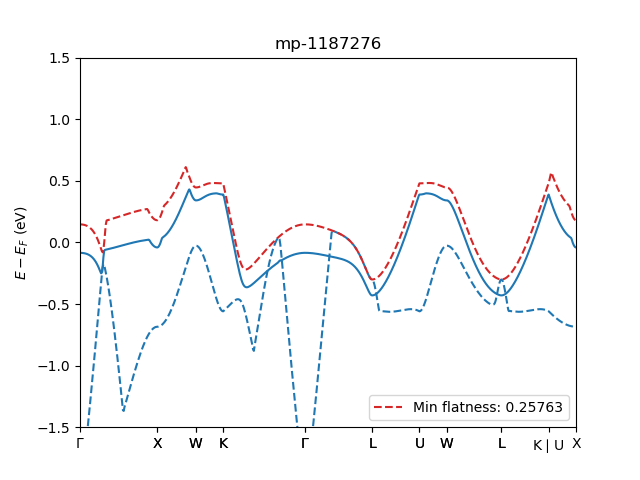 mp-1187276
1.5
1.0
0.5
0.0
−0.5
−1.0
−1.5
E − E_F (eV)
Min flatness: 0.25763
Γ X W K Γ L U W L K | U X